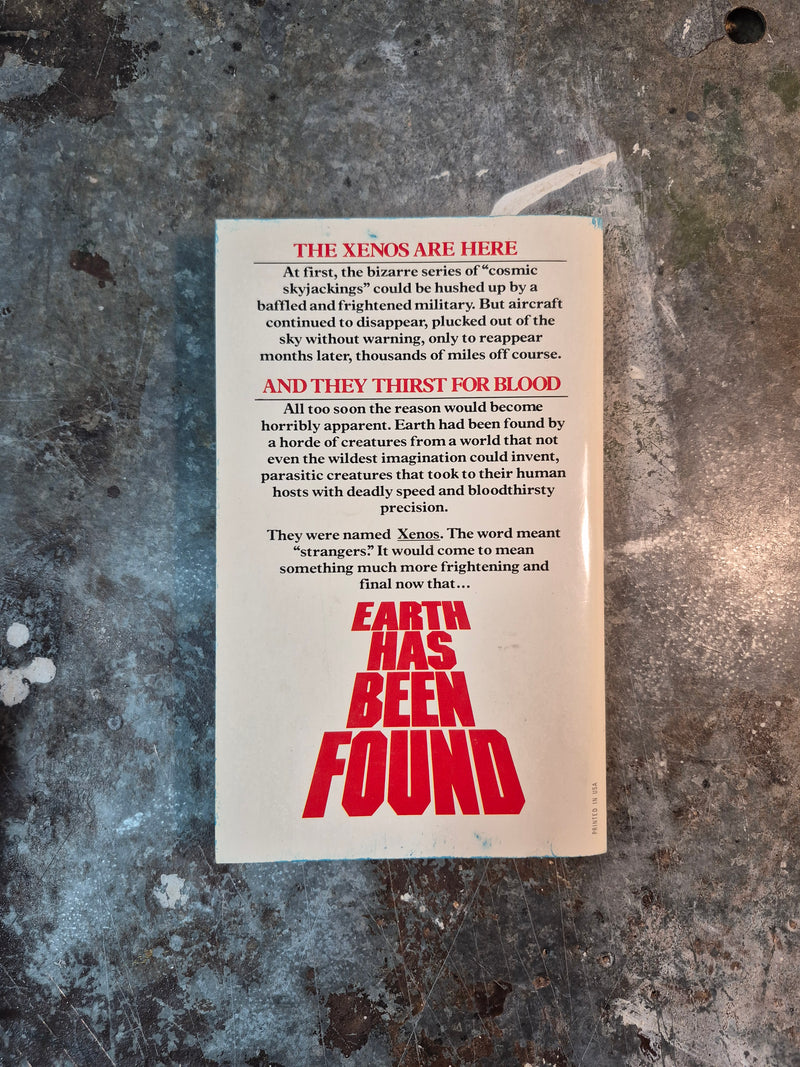 THE XENOS ARE HERE
At first, the bizarre series of “cosmic
skyjackings” could be hushed up by a
baffled and frightened military. But aircraft
continued to disappear, plucked out of the
sky without warning, only to reappear
months later, thousands of miles off course.
AND THEY THIRST FOR BLOOD
All too soon the reason would become
horribly apparent. Earth had been found by
a horde of creatures from a world that not
even the wildest imagination could invent,
parasitic creatures that took to their human
hosts with deadly speed and bloodthirsty
precision.
They were named Xenos. The word meant
“strangers.” It would come to mean
something much more frightening and
final now that...
EARTH
HAS
BEEN
FOUND
PRINTED IN USA